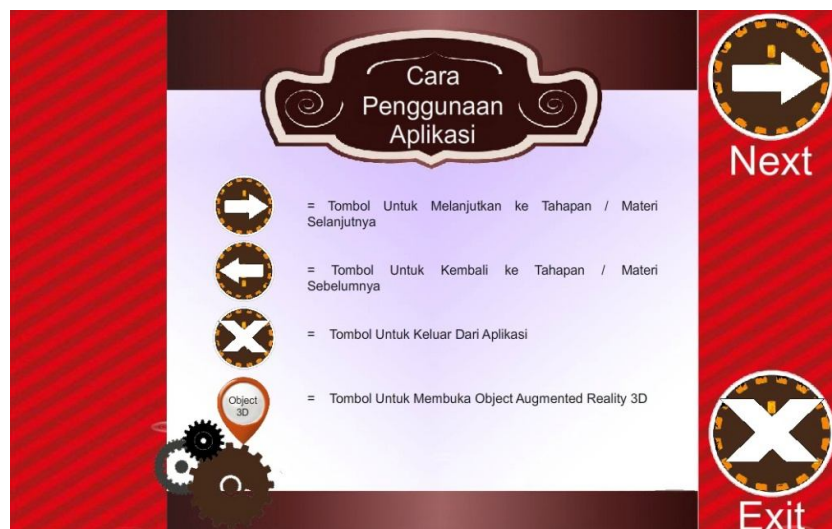 Cara
Penggunaan
Aplikasi
Next
= Tombol Untuk Melanjutkan ke Tahapan / Materi
Selanjutnya
= Tombol Untuk Kembali ke Tahapan / Materi
Sebelumnya
= Tombol Untuk Keluar Dari Aplikasi
Object
3D
= Tombol Untuk Membuka Object Augmented Reality 3D
Exit